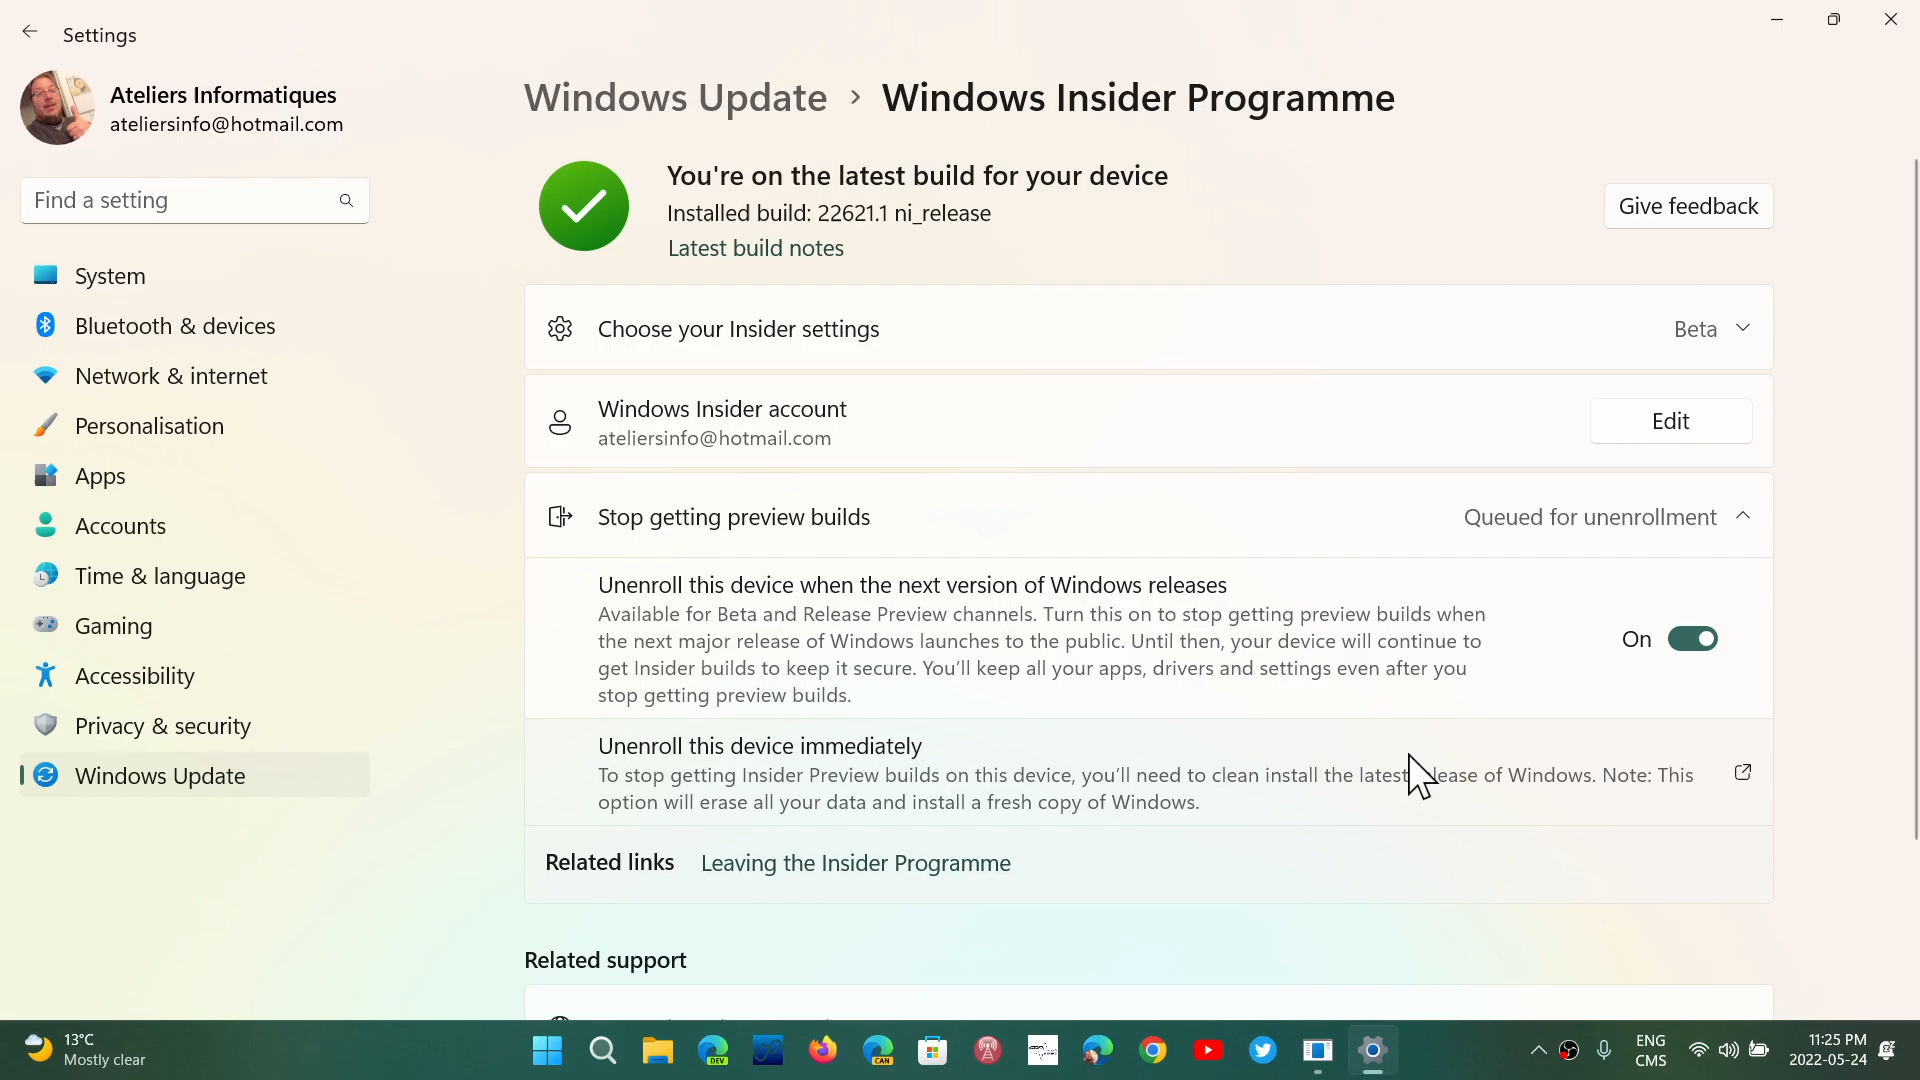 Settings
Ateliers Informatiques
ateliersinfo@hotmail.com
Find a setting
System
Bluetooth & devices
Network & internet
Personalisation
Apps
Accounts
Time & language
Gaming
Accessibility
Privacy & security
Windows Update
Windows Update > Windows Insider Programme
You're on the latest build for your device
Installed build: 22621.1 ni_release
Latest build notes
Give feedback
Choose your Insider settings
Beta
Windows Insider account
ateliersinfo@hotmail.com
Edit
Stop getting preview builds
Queued for unenrollment
Unenroll this device when the next version of Windows releases
Available for Beta and Release Preview channels. Turn this on to stop getting preview builds when
the next major release of Windows launches to the public. Until then, your device will continue to
get Insider builds to keep it secure. You'll keep all your apps, drivers and settings even after you
stop getting preview builds.
On
Unenroll this device immediately
To stop getting Insider Preview builds on this device, you'll need to clean install the latest lease of Windows. Note: This
option will erase all your data and install a fresh copy of Windows.
Related links Leaving the Insider Programme
Related support
13°C
Mostly clear
DEV
CAN
ENG
CMS
11:25 PM
2022-05-24